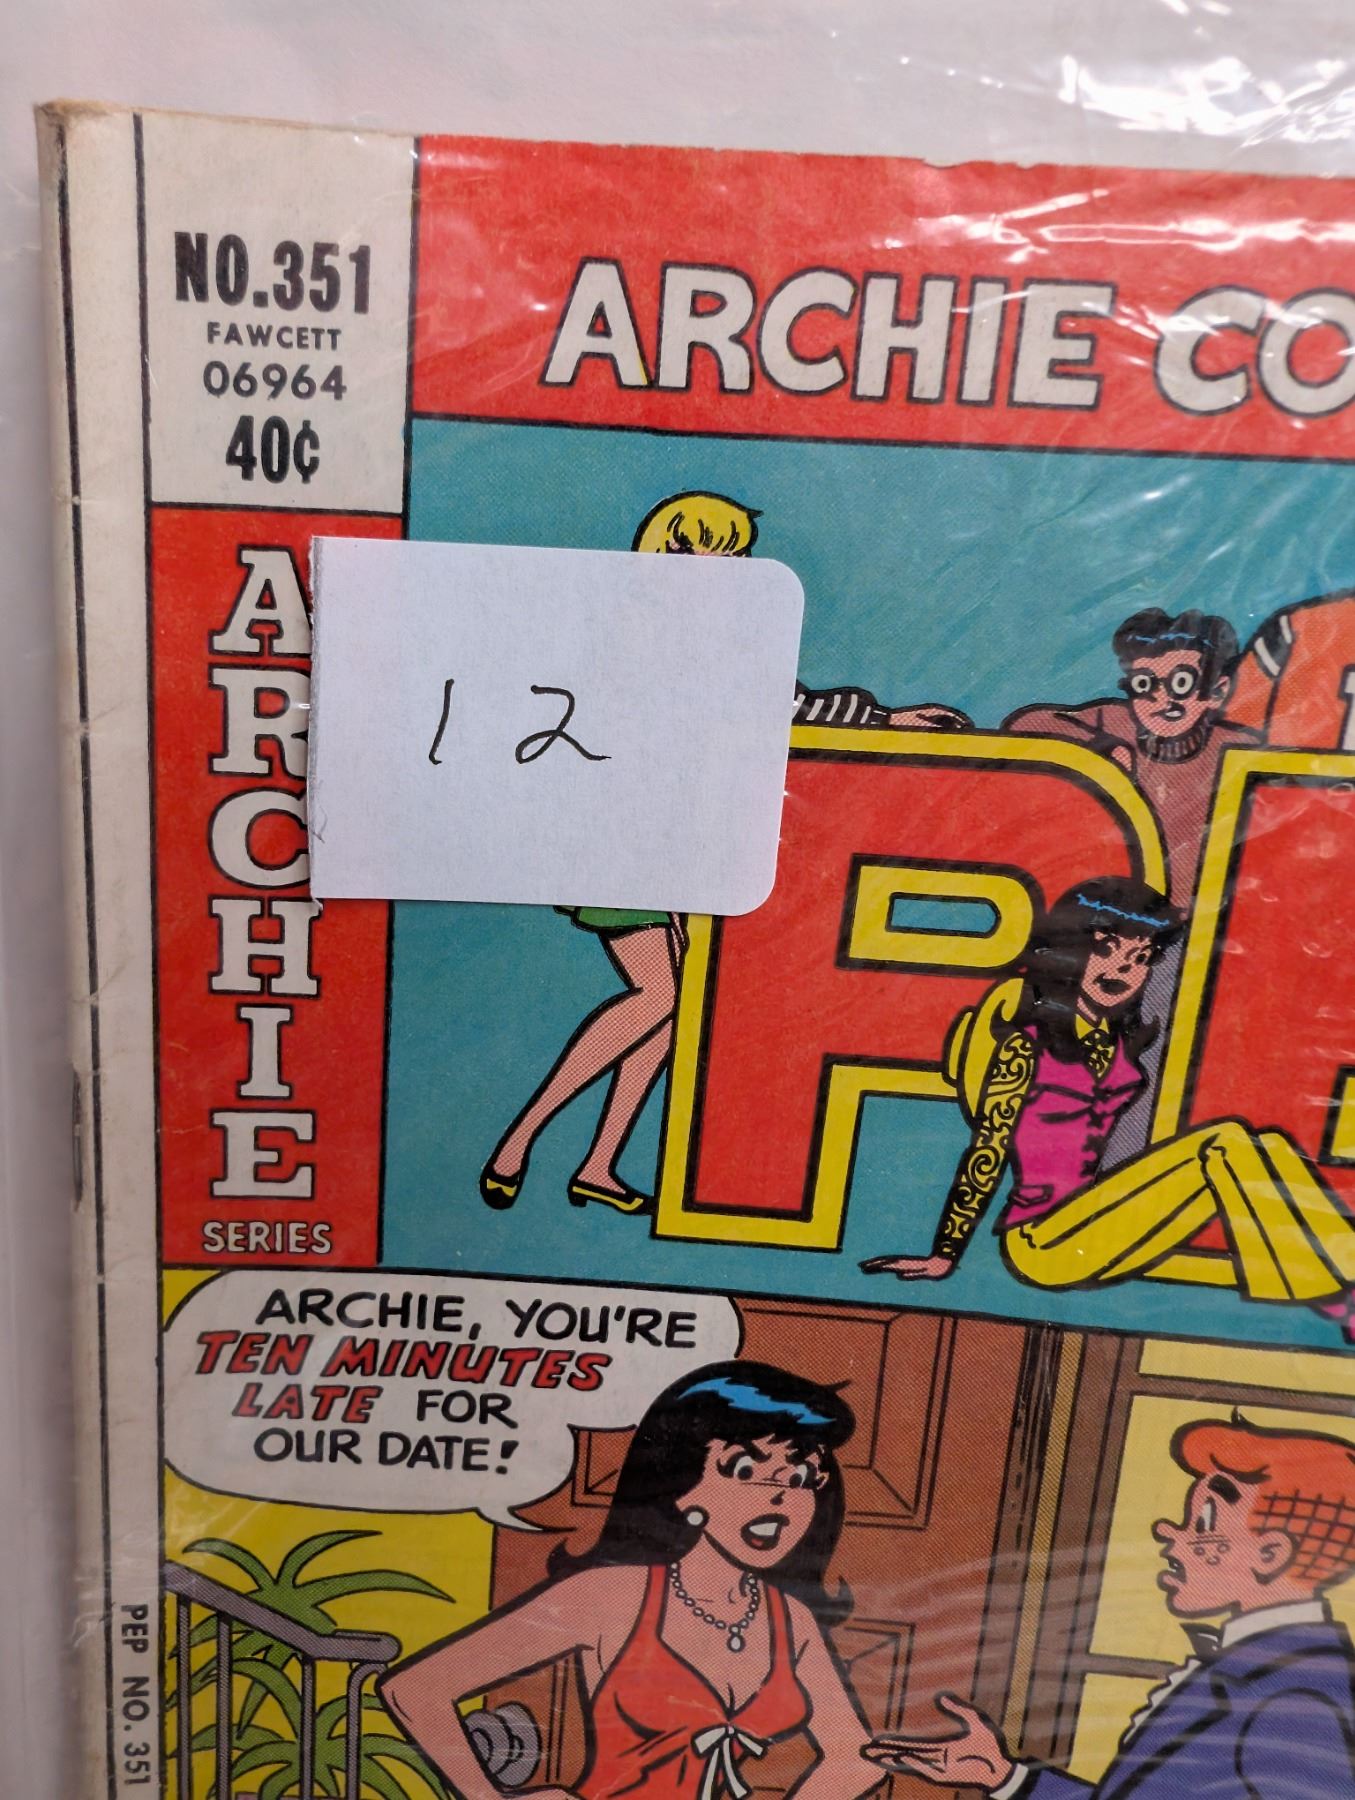 NO.351
FAWCETT
06964
40¢
ARCHIE
SERIES
ARCHIE
12
ARCHIE, YOU'RE
TEN MINUTES
LATE FOR
OUR DATE!
PEP NO. 351